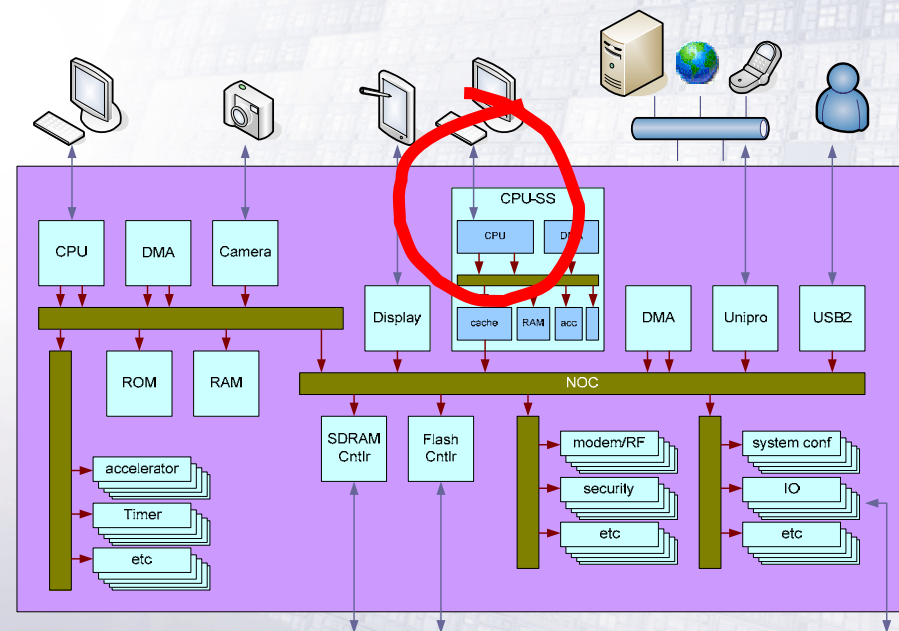 CPU-SS
CPU
DMA
Camera
CPU
DMA
Display
cache
RAM
acc
DMA
Unipro
USB2
ROM
RAM
NOC
SDRAM
Cntlr
Flash
Cntlr
modem/RF
system conf
accelerator
security
IO
Timer
etc
etc
etc